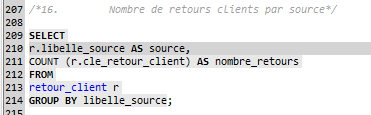 207 /*16. Nombre de retours clients par source*/
208
209 SELECT
210 r.libelle_source AS source,
211 COUNT (r.cle_retour_client) AS nombre_retours
212 FROM
213 retour_client r
214 GROUP BY libelle_source;
215